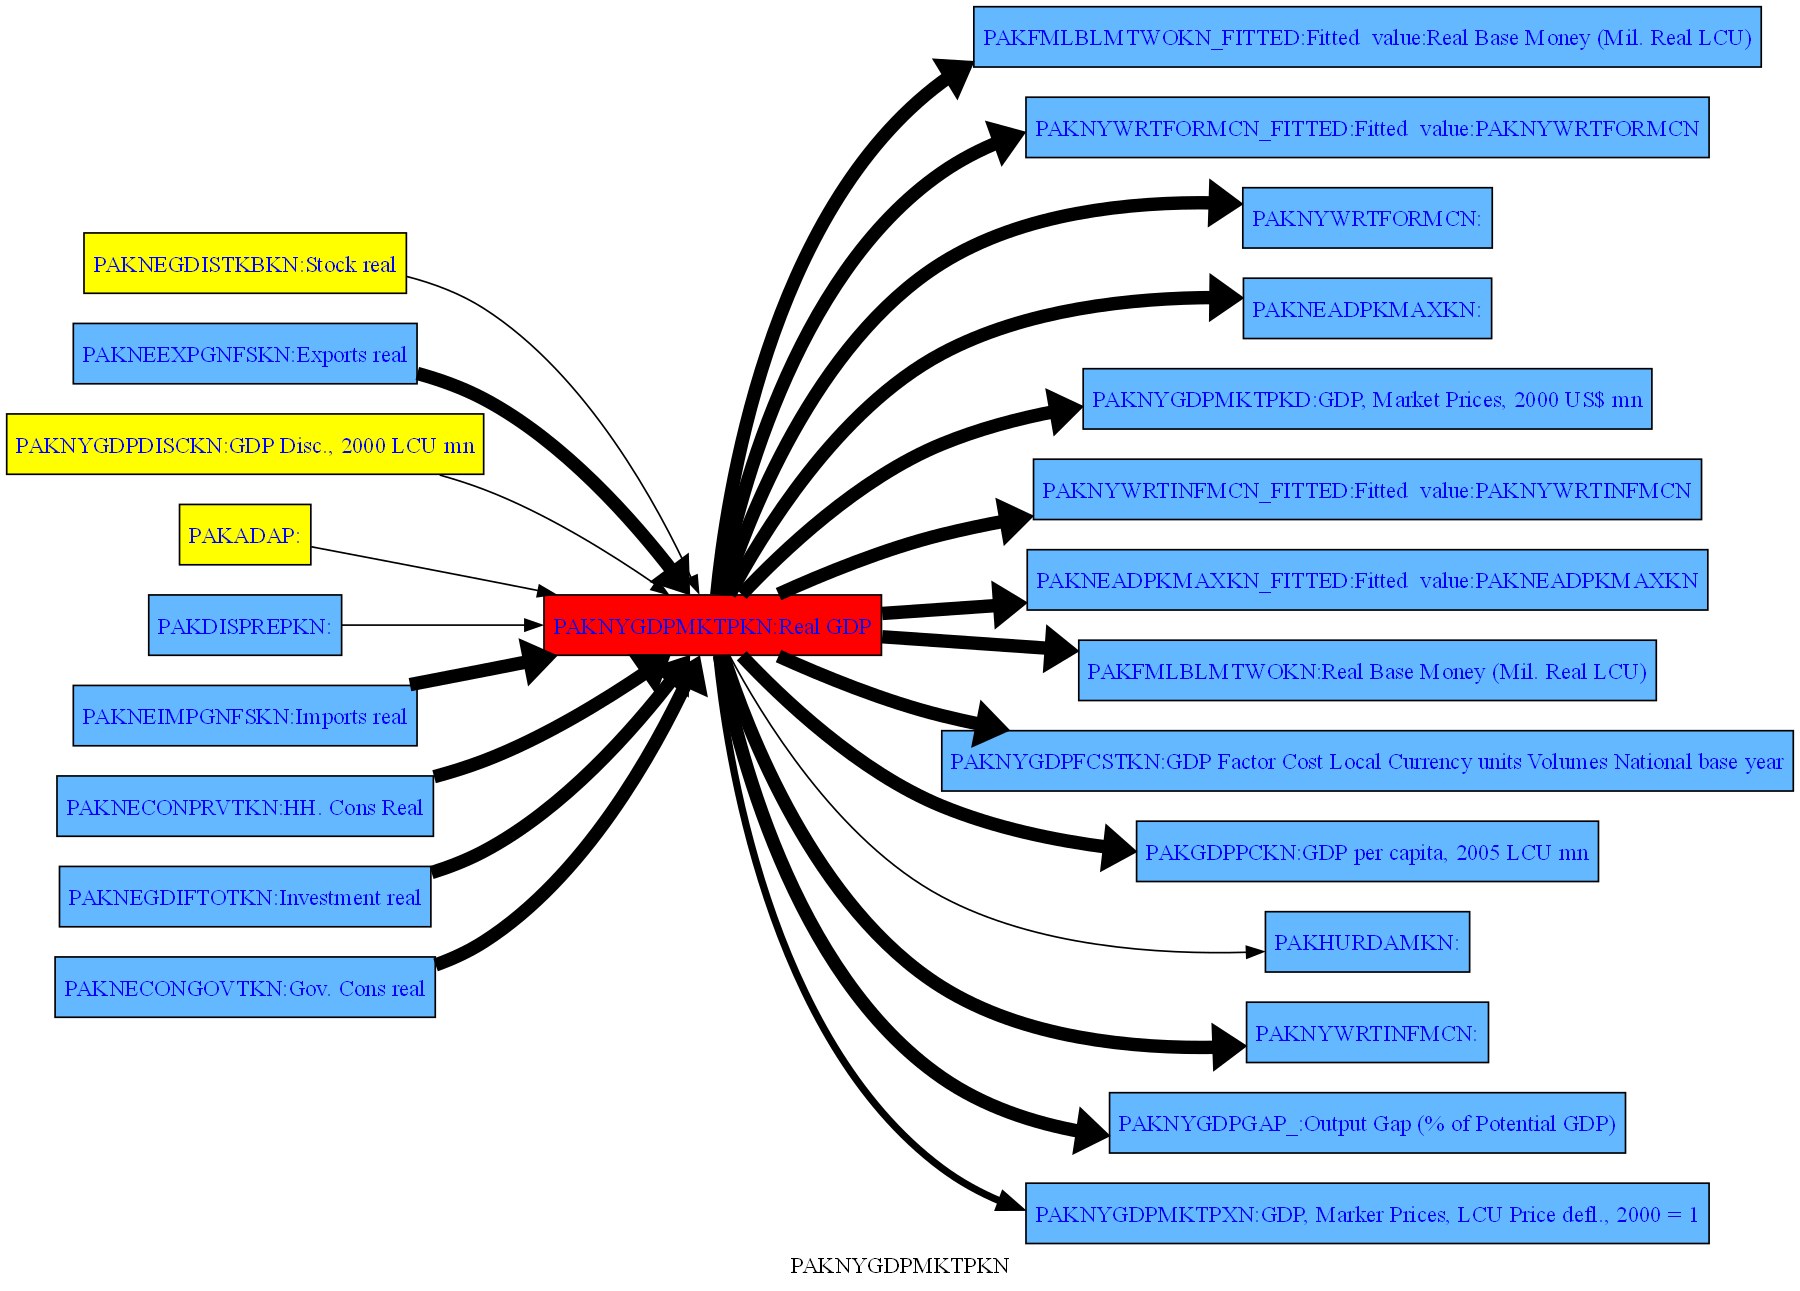 PAKNEGDISTKBKN:Stock real
PAKNEEXPGNFSKN:Exports real
PAKNYGDPDISCKN:GDP Disc., 2000 LCU mn
PAKADAP:
PAKDISPREPKN:
PAKNEIMPGNFSKN:Imports real
PAKNECONPRVTKN:HH. Cons Real
PAKNEGDIFTOTKN:Investment real
PAKNECONGOVTKN:Gov. Cons real
PAKNYGDPMKTPKN:Real GDP
PAKFMLBLMTWOKN_FITTED:Fitted  value:Real Base Money (Mil. Real LCU)
PAKNYWRTFORMCN_FITTED:Fitted  value:PAKNYWRTFORMCN
PAKNYWRTFORMCN:
PAKNEADPKMAXKN:
PAKNYGDPMKTPKD:GDP, Market Prices, 2000 US$ mn
PAKNYWRTINFMCN_FITTED:Fitted  value:PAKNYWRTINFMCN
PAKNEADPKMAXKN_FITTED:Fitted  value:PAKNEADPKMAXKN
PAKFMLBLMTWOKN:Real Base Money (Mil. Real LCU)
PAKNYGDPFCSTKN:GDP Factor Cost Local Currency units Volumes National base year
PAKGDPPCKN:GDP per capita, 2005 LCU mn
PAKHURDAMKN:
PAKNYWRTINFMCN:
PAKNYGDPGAP_:Output Gap (% of Potential GDP)
PAKNYGDPMKTPXN:GDP, Marker Prices, LCU Price defl., 2000 = 1
PAKNYGDPMKTPKN